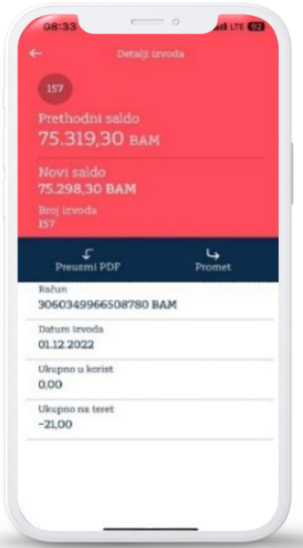 08:33
LTE 92
Detalji izvoda
157
Prethodni saldo
75.319,30 BAM
Novi saldo
75.298,30 BAM
Broj izvoda
157
Preuzmi PDF
Promet
Račun
3060349966508780 BAM
Datum izvoda
01.12.2022
Ukupno u korist
0,00
Ukupno na teret
-21,00